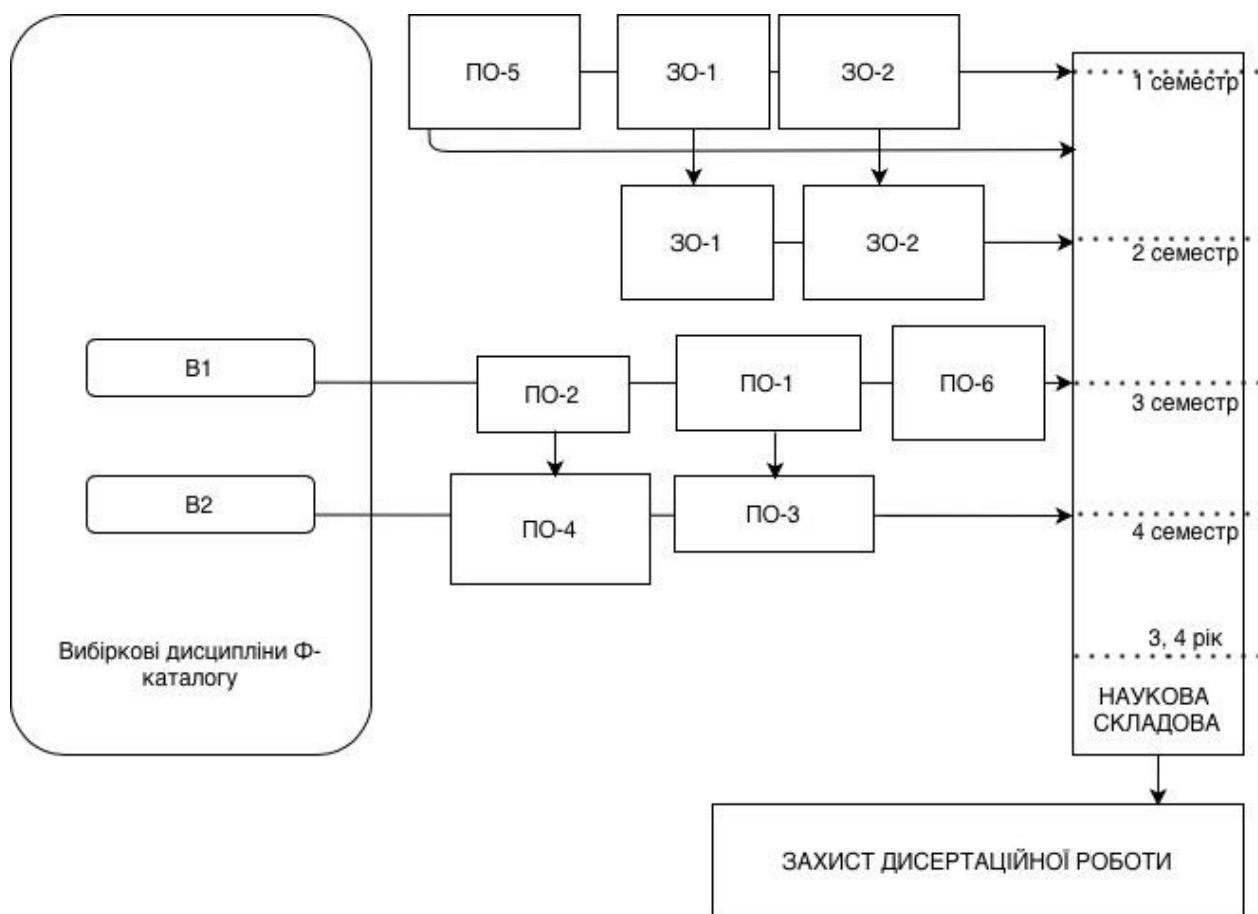 ПО-5
ЗО-1
ЗО-2
1 семестр
ЗО-1
ЗО-2
2 семестр
В1
ПО-2
ПО-1
ПО-6
3 семестр
В2
ПО-4
ПО-3
4 семестр
Вибіркові дисципліни Ф-
каталогу
3, 4 рік
НАУКОВА
СКЛАДОВА
ЗАХИСТ ДИСЕРТАЦІЙНОЇ РОБОТИ